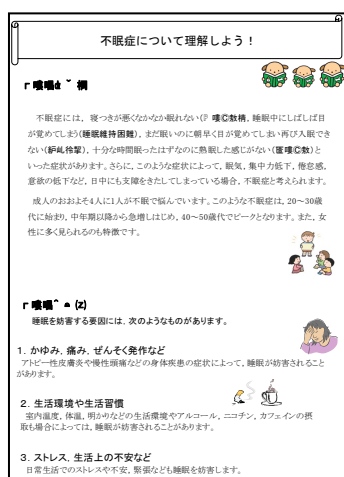 不眠症について理解しよう！
不眠症には，寝つきが悪くなかなか眠れない(
睡眠中にしばしば目
が覚めてしまう(睡眠維持困難)，まだ眠いのに朝早く目が覚めてしまい再び入眠でき
ない(
)，十分な時間眠ったはずなのに熟眠した感じがない(
)と
いった症状があります。さらに，このような症状によって，眠気，集中力低下，倦怠感，
意欲の低下など，日中にも支障をきたしてしまっている場合，不眠症と考えられます。
成人のおおよそ4人に1人が不眠で悩んでいます。このような不眠症は，20～30歳
代に始まり，中年期以降から急増しはじめ，40～50歳代でピークとなります。また，女
性に多く見られるのも特徴です。
睡眠を妨害する要因には，次のようなものがあります。
1．かゆみ，痛み，ぜんそく発作など
アトピー性皮膚炎や慢性頭痛などの身体疾患の症状によって，睡眠が妨害されること
があります。
2．生活環境や生活習慣
室内温度，体温，明かりなどの生活環境やアルコール，ニコチン，カフェインの摂
取も場合によっては，睡眠が妨害されることがあります。
3．ストレス，生活上の不安など
日常生活でのストレスや不安，緊張なども睡眠を妨害します。